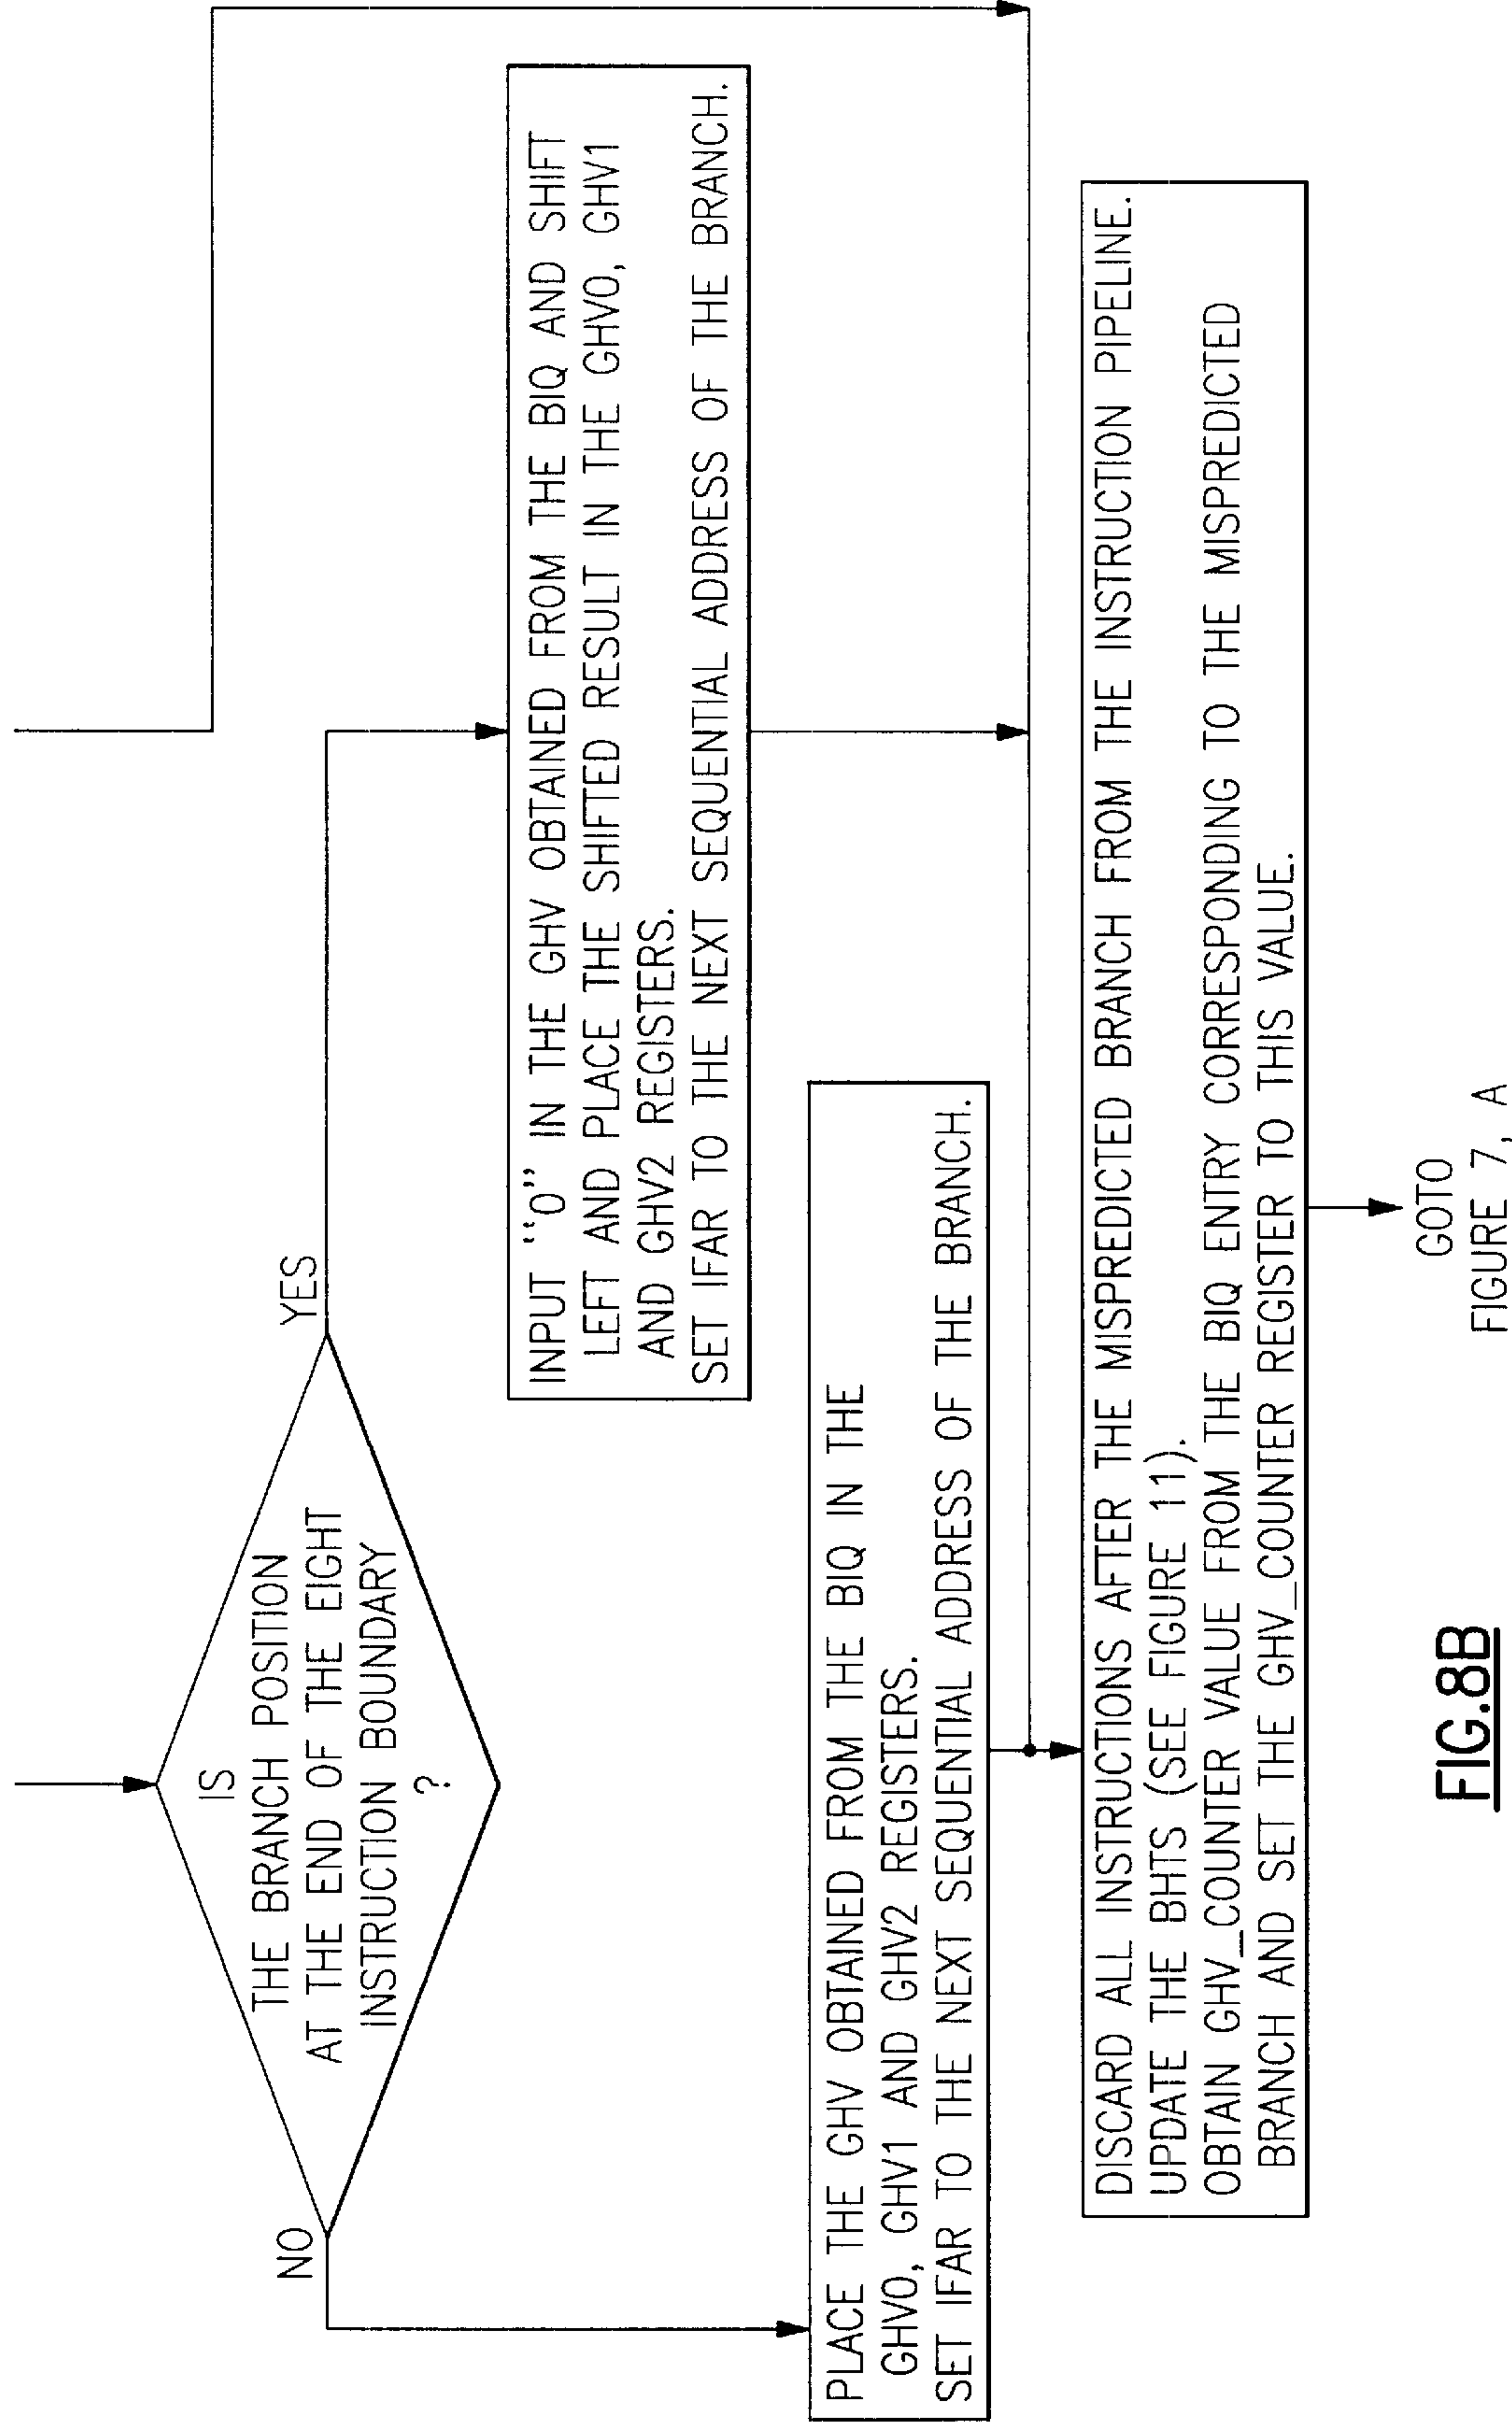 IS
THE BRANCH POSITION
AT THE END OF THE EIGHT
INSTRUCTION BOUNDARY
?
NO
YES
INPUT "0" IN THE GHV OBTAINED FROM THE BIQ AND SHIFT
LEFT AND PLACE THE SHIFTED RESULT IN THE GHV0, GHV1
AND GHV2 REGISTERS.
SET IFAR TO THE NEXT SEQUENTIAL ADDRESS OF THE BRANCH.
PLACE THE GHV OBTAINED FROM THE BIQ IN THE
GHV0, GHV1 AND GHV2 REGISTERS.
SET IFAR TO THE NEXT SEQUENTIAL ADDRESS OF THE BRANCH.
DISCARD ALL INSTRUCTIONS AFTER THE MISPREDICTED BRANCH FROM THE INSTRUCTION PIPELINE.
UPDATE THE BHTS (SEE FIGURE 11).
OBTAIN GHV_COUNTER VALUE FROM THE BIQ ENTRY CORRESPONDING TO THE MISPREDICTED
BRANCH AND SET THE GHV_COUNTER REGISTER TO THIS VALUE.
GOTO
FIGURE 7, A
FIG.8B